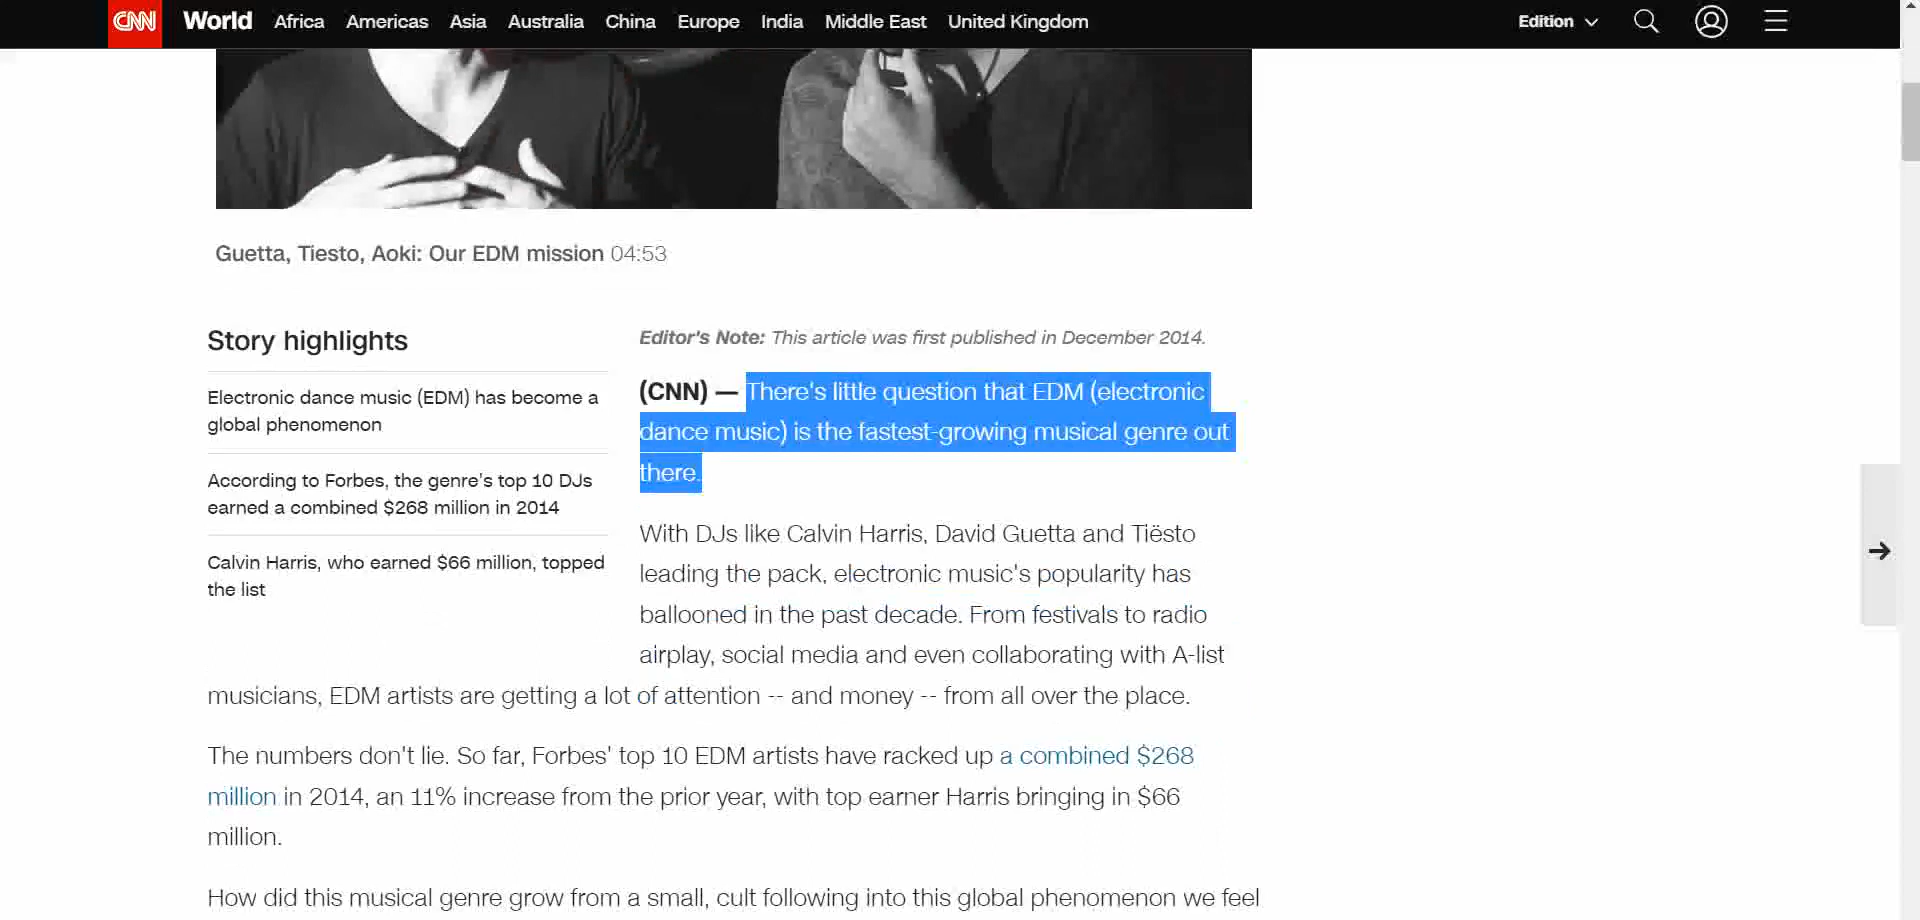 CNN World Africa Americas Asia Australia China Europe India Middle East United Kingdom Edition
Guetta, Tiesto, Aoki: Our EDM mission 04:53
Story highlights
Electronic dance music (EDM) has become a
global phenomenon
According to Forbes, the genre's top 10 DJs
earned a combined $268 million in 2014
Calvin Harris, who earned $66 million, topped
the list
Editor's Note: This article was first published in December 2014.
(CNN) — There's little question that EDM (electronic
dance music) is the fastest-growing musical genre out
there.
With DJs like Calvin Harris, David Guetta and Tiësto
leading the pack, electronic music's popularity has
ballooned in the past decade. From festivals to radio
airplay, social media and even collaborating with A-list
musicians, EDM artists are getting a lot of attention -- and money -- from all over the place.
The numbers don't lie. So far, Forbes' top 10 EDM artists have racked up a combined $268
million in 2014, an 11% increase from the prior year, with top earner Harris bringing in $66
million.
How did this musical genre grow from a small, cult following into this global phenomenon we feel